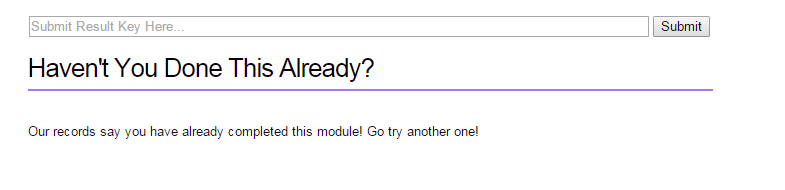 Submit Result Key Here... Submit
Haven't You Done This Already?
Our records say you have already completed this module! Go try another one!